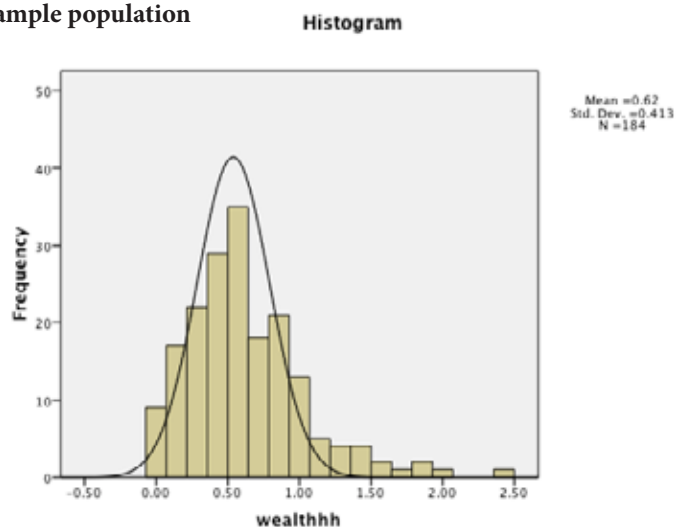 ample population
Histogram
Mean =0.62
Std. Dev. =0.413
N =184
50
40
30
20
10
0
Frequency
-0.50 0.00 0.50 1.00 1.50 2.00 2.50
wealthhh